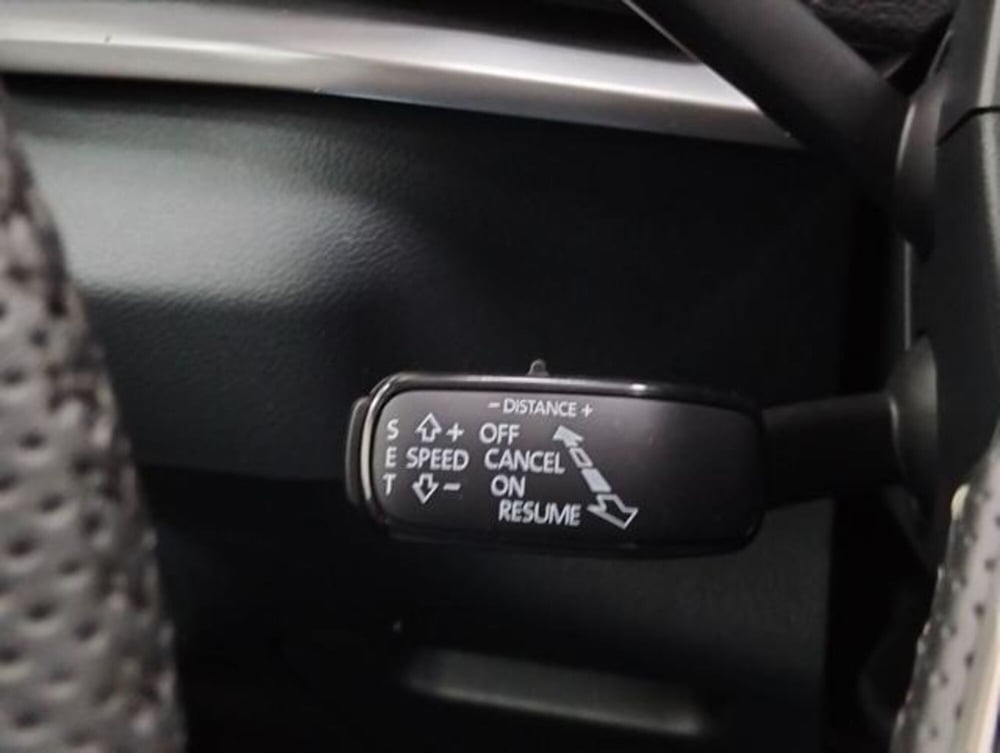 - DISTANCE +
S + OFF
E SPEED CANCEL
T - ON
RESUME